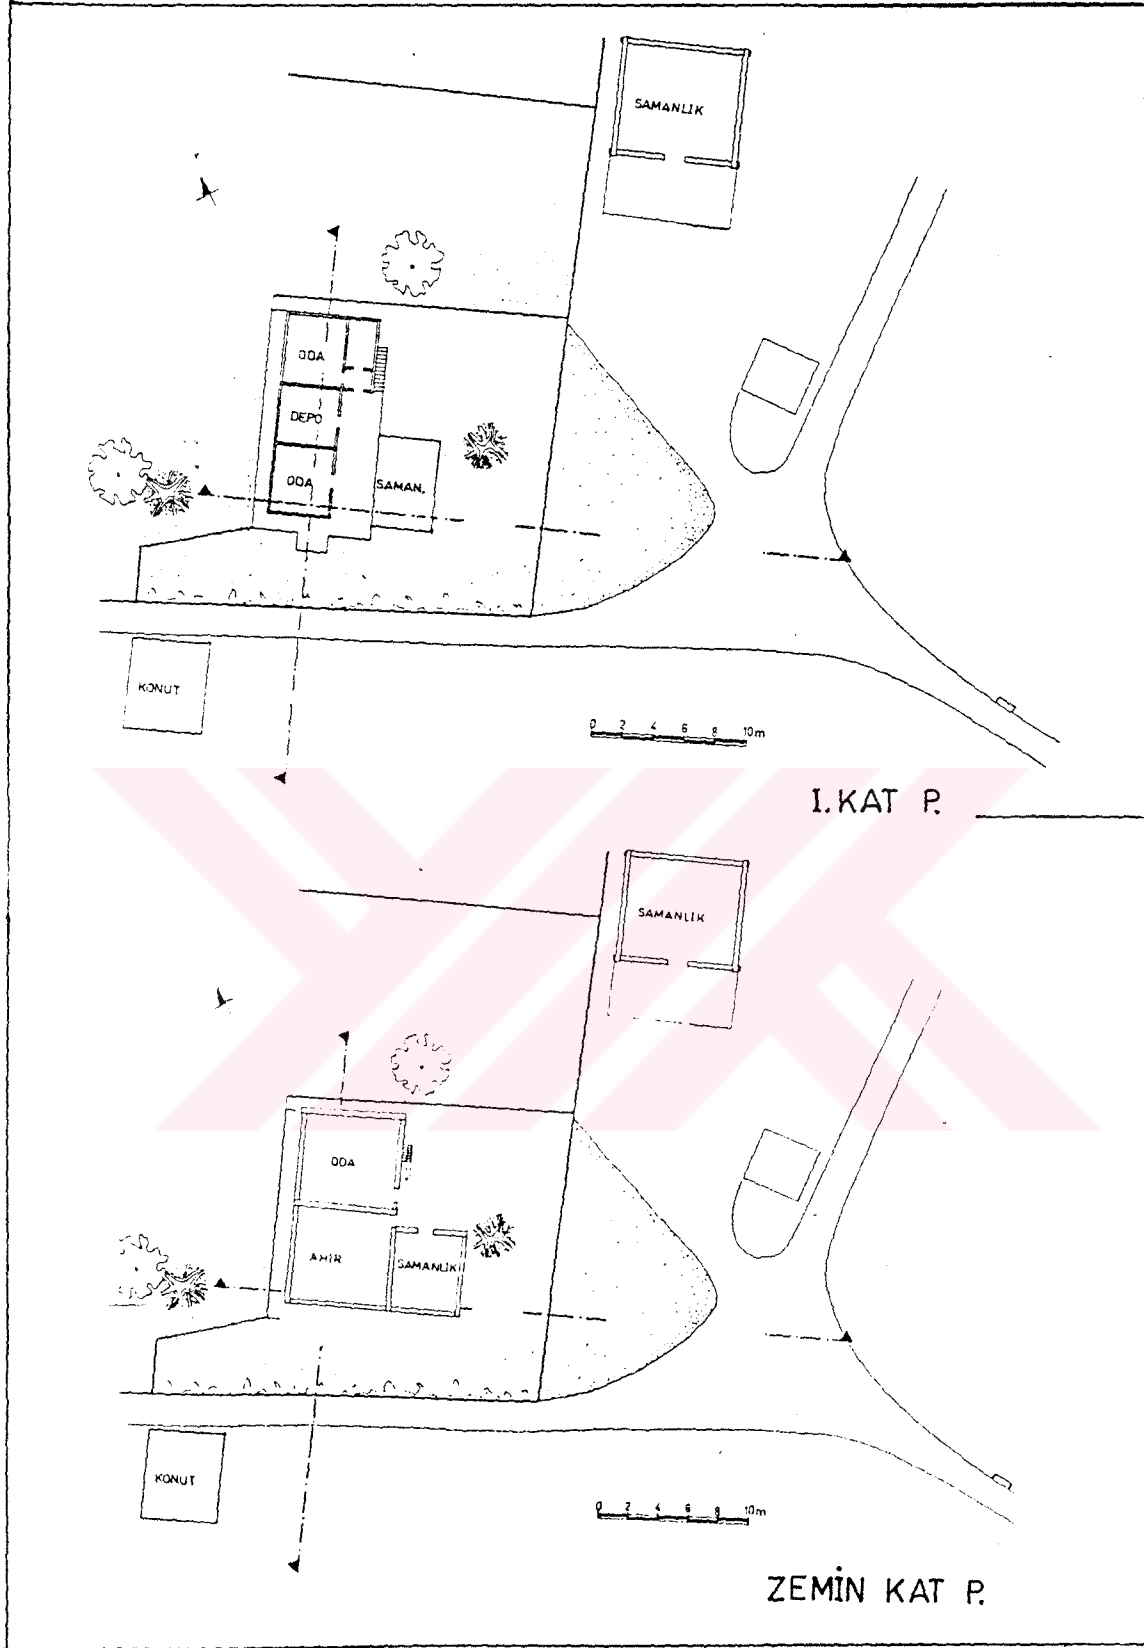 SAMANLIK
ODA
DEPO
ODA
SAMAN.
KONUT
0 2 4 6 8 10m
I. KAT P.
SAMANLIK
ODA
AHIR
SAMANLIK
KONUT
0 2 4 6 8 10m
ZEMİN KAT P.